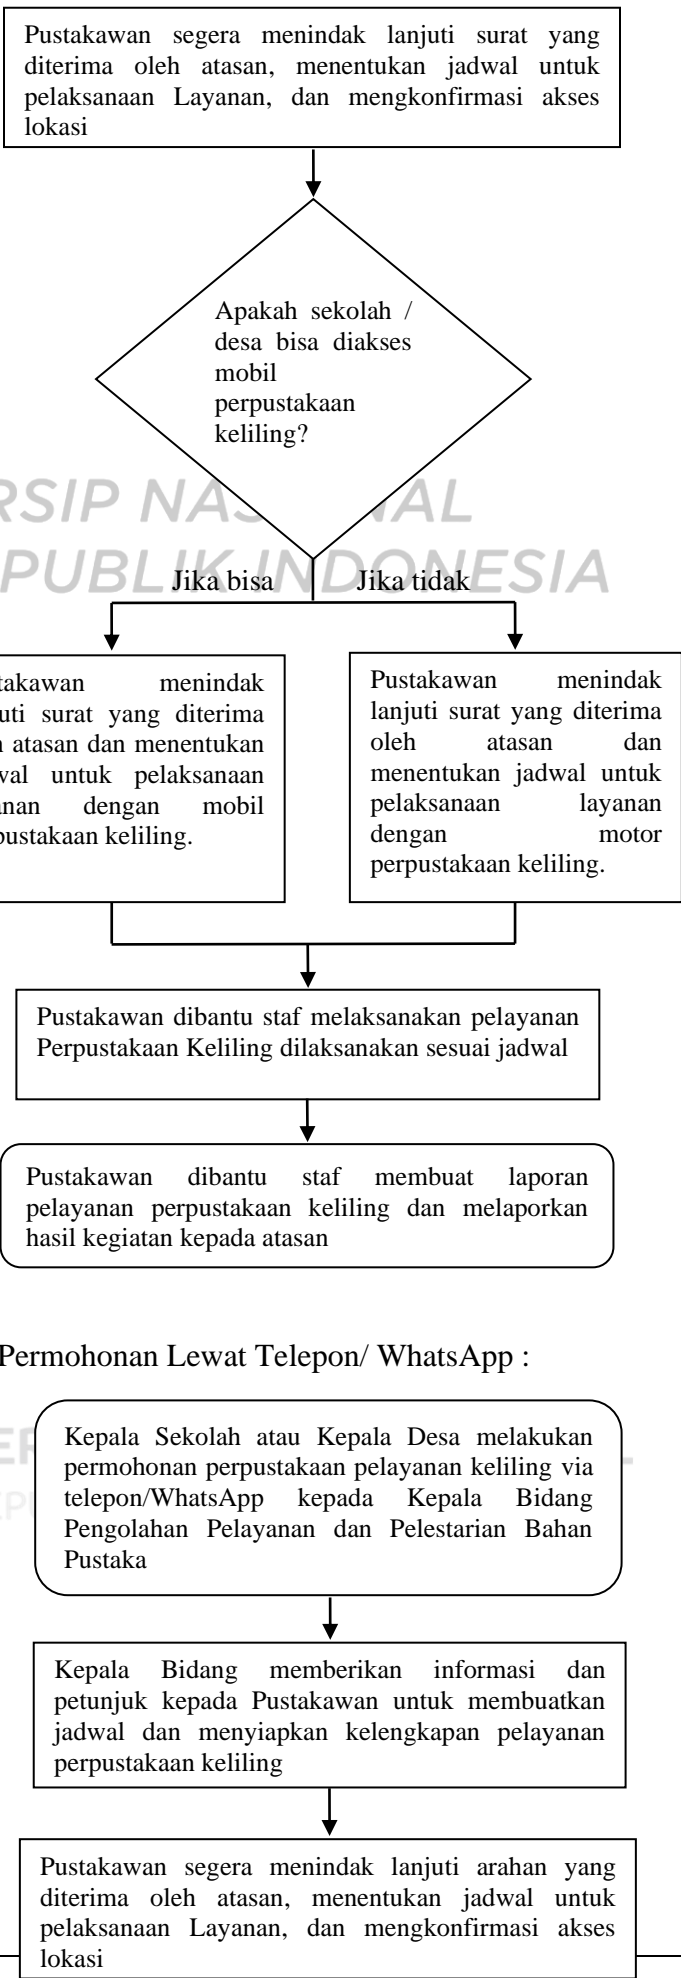 Pustakawan segera menindak lanjuti surat yang
diterima oleh atasan, menentukan jadwal untuk
pelaksanaan Layanan, dan mengkonfirmasi akses
lokasi
Apakah sekolah /
desa bisa diakses
mobil
perpustakaan
keliling?
Jika bisa
Jika tidak
menindak
surat yang diterima
atasan dan menentukan
untuk pelaksanaan
dengan mobil
keliling.
Pustakawan menindak
lanjuti surat yang diterima
oleh atasan dan
menentukan jadwal untuk
pelaksanaan layanan
dengan motor
perpustakaan keliling.
Pustakawan dibantu staf melaksanakan pelayanan
Perpustakaan Keliling dilaksanakan sesuai jadwal
Pustakawan dibantu staf membuat laporan
pelayanan perpustakaan keliling dan melaporkan
hasil kegiatan kepada atasan
Permohonan Lewat Telepon/ WhatsApp :
Kepala Sekolah atau Kepala Desa melakukan
permohonan perpustakaan pelayanan keliling via
telepon/WhatsApp kepada Kepala Bidang
Pengolahan Pelayanan dan Pelestarian Bahan
Pustaka
Kepala Bidang memberikan informasi dan
petunjuk kepada Pustakawan untuk membuatkan
jadwal dan menyiapkan kelengkapan pelayanan
perpustakaan keliling
Pustakawan segera menindak lanjuti arahan yang
diterima oleh atasan, menentukan jadwal untuk
pelaksanaan Layanan, dan mengkonfirmasi akses
lokasi